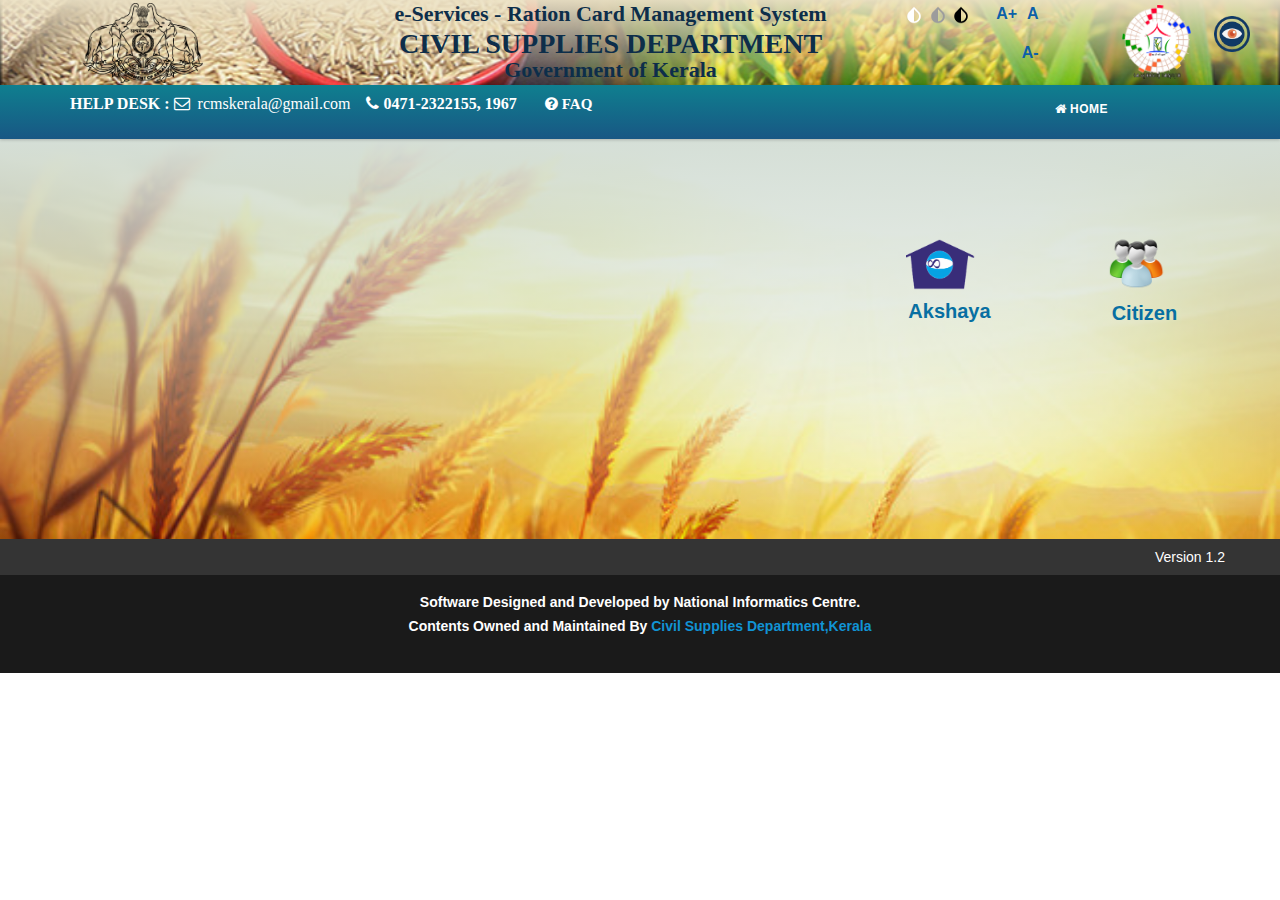 e-Services - Ration Card Management System
CIVIL SUPPLIES DEPARTMENT
Government of Kerala
A+ A
A-
HELP DESK : rcmskerala@gmail.com 0471-2322155, 1967 FAQ
HOME
Akshaya
Citizen
Version 1.2
Software Designed and Developed by National Informatics Centre.
Contents Owned and Maintained By Civil Supplies Department,Kerala